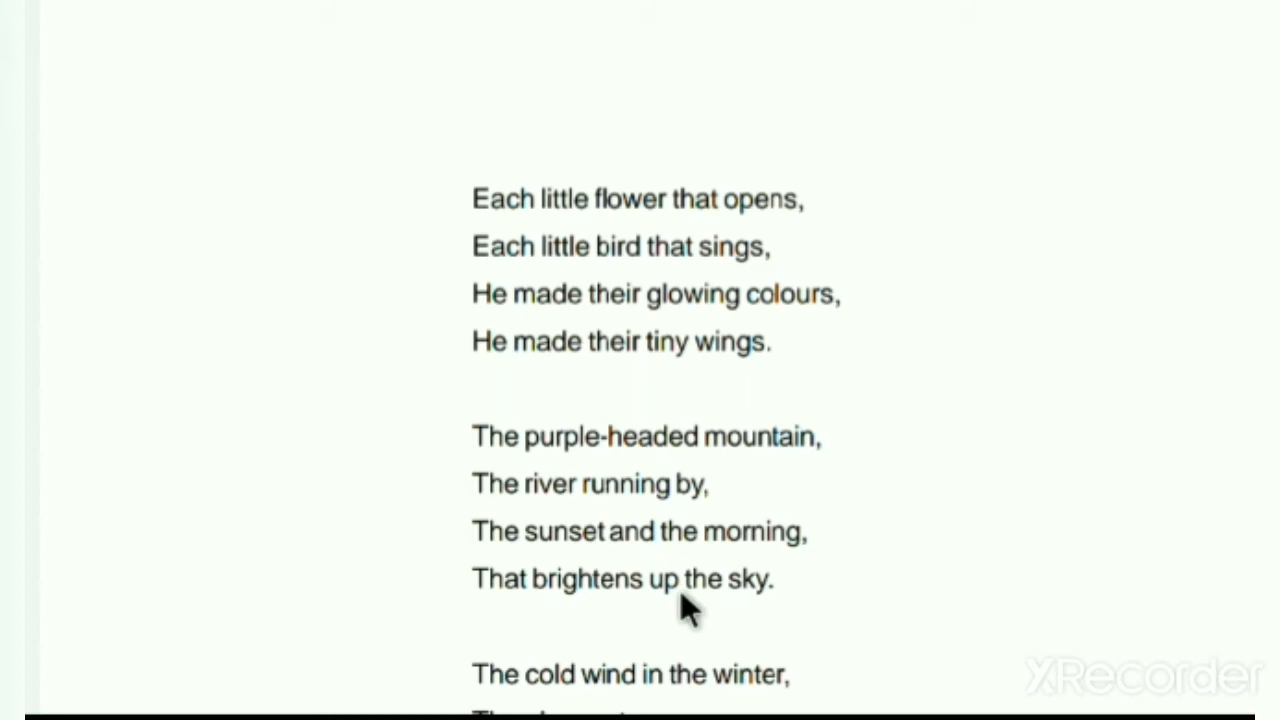 Each little flower that opens,
Each little bird that sings,
He made their glowing colours,
He made their tiny wings.
The purple-headed mountain,
The river running by,
The sunset and the morning,
That brightens up the sky.
The cold wind in the winter,
XRecorder